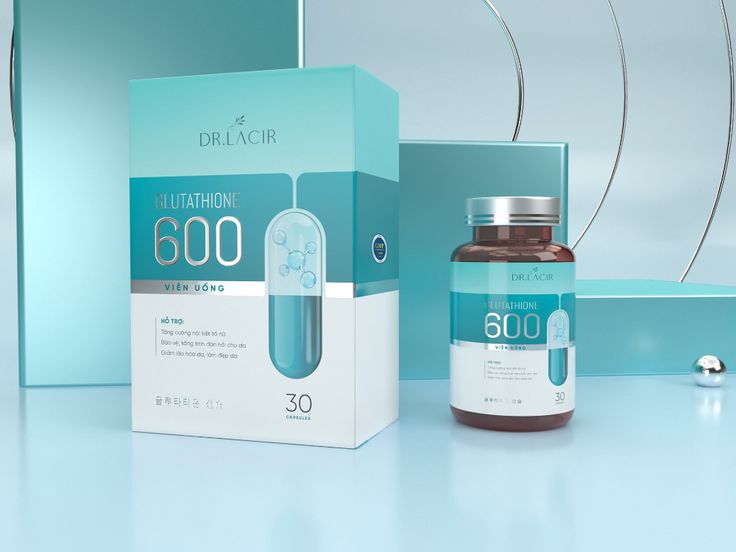 DR.LACIR
GLUTATHIONE
600
VIÊN UỐNG
HỖ TRỢ:
Tăng cường nội tiết tố nữ
Bảo vệ, tăng tính đàn hồi cho da
Giảm lão hóa da, làm đẹp da
30
CAPSULES
DR.LACIR
GLUTATHIONE
600
VIÊN UỐNG
HỖ TRỢ:
30